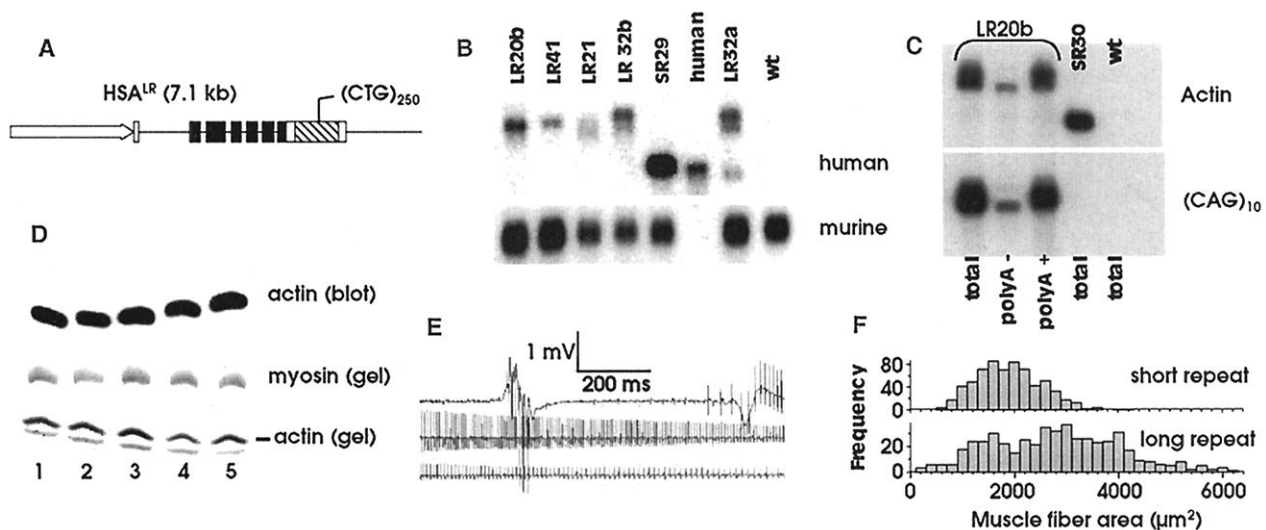 A
HSA^LR (7.1 kb)
(CTG)250
B
LR20b
LR41
LR21
LR 32b
SR29
human
LR32a
wt
human
murine
C
LR20b
SR30
wt
Actin
(CAG)10
total
polyA -
polyA +
total
total
D
actin (blot)
myosin (gel)
actin (gel)
1 2 3 4 5
E
1 mV
200 ms
F
Frequency
80
40
0
short repeat
20
0
long repeat
0 2000 4000 6000
Muscle fiber area (μm²)